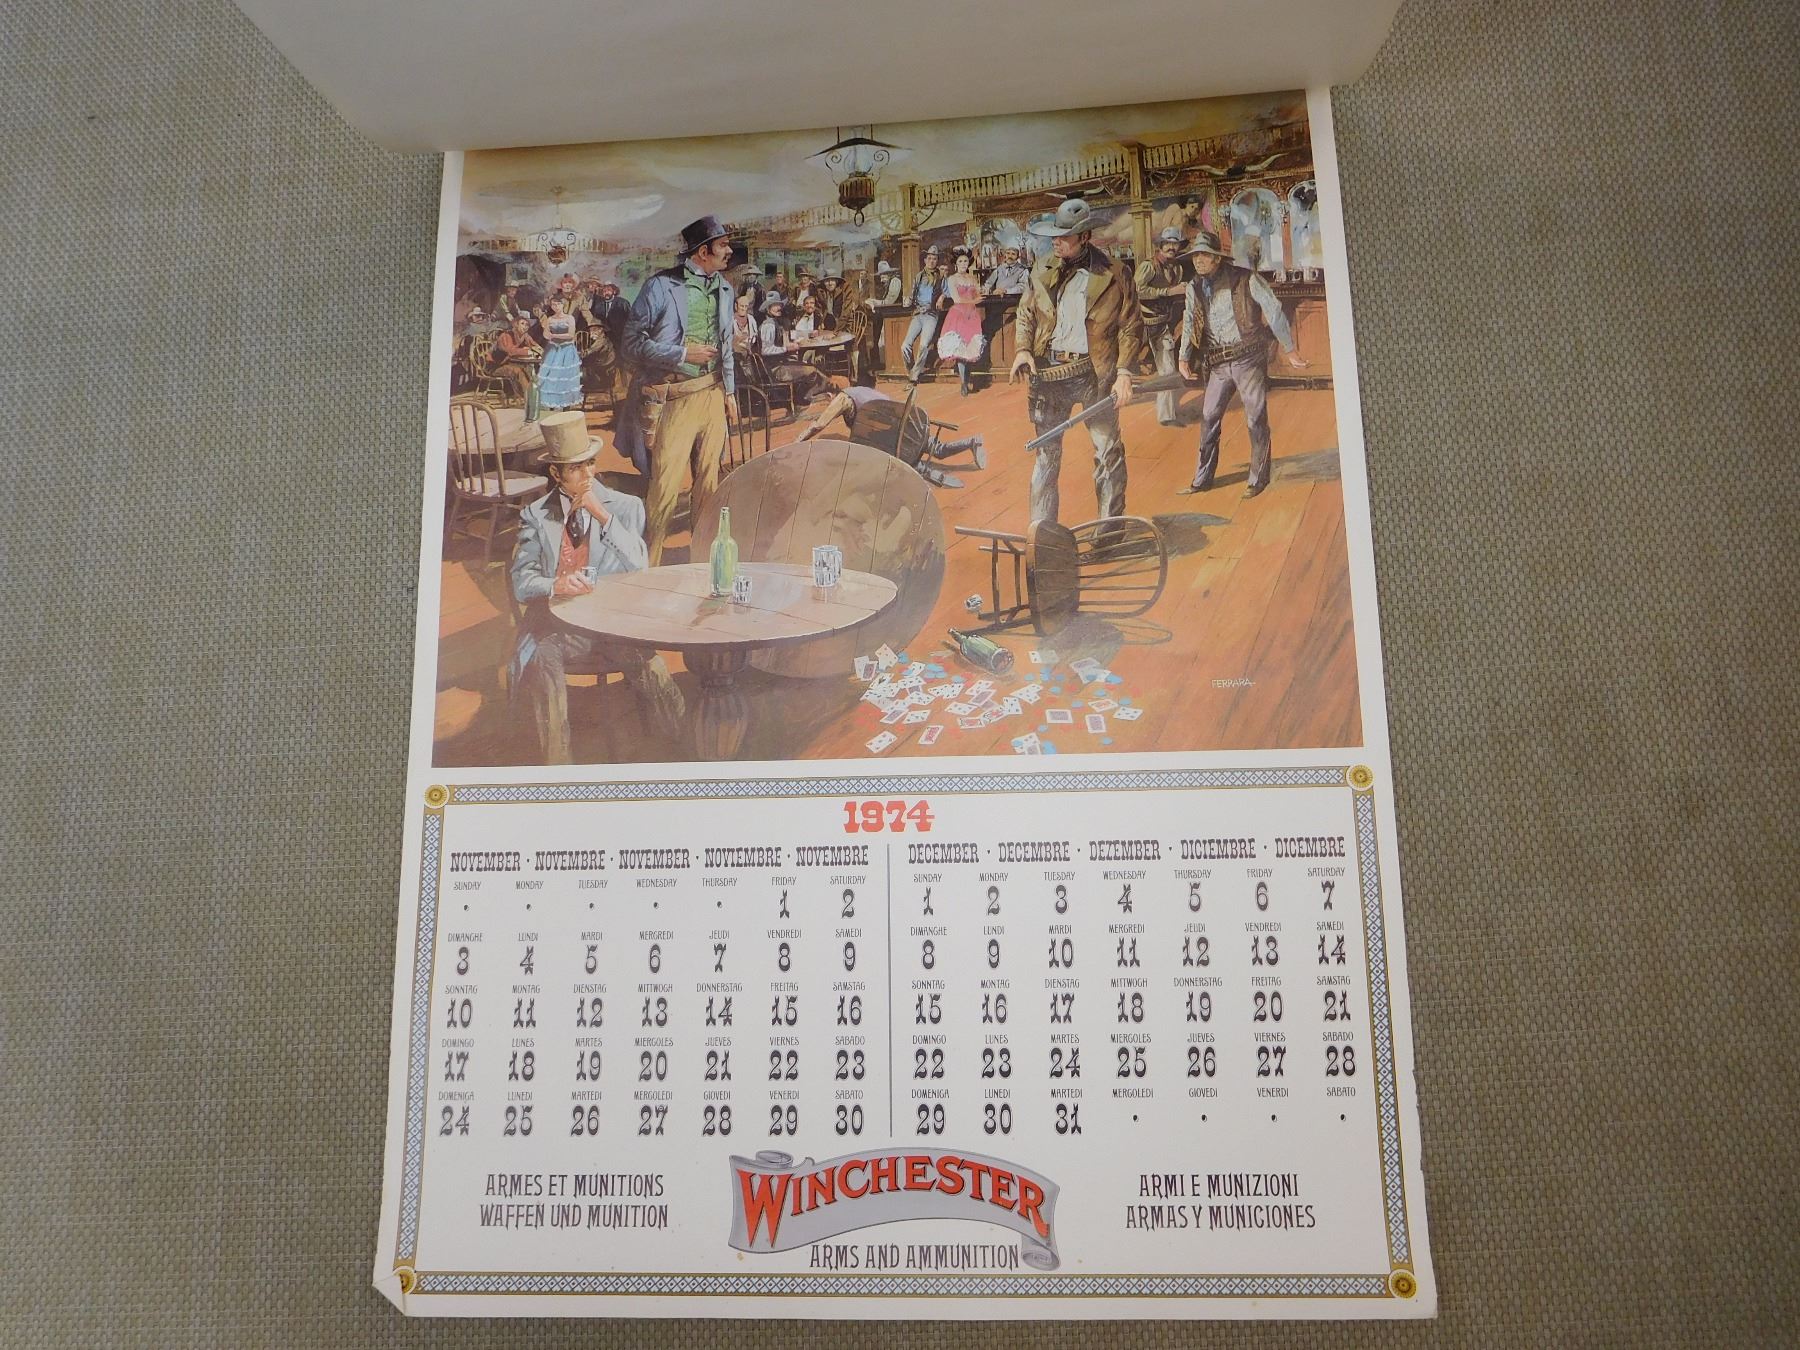 FERRARA-
1974
NOVEMBER · NOVEMBRE · NOVEMBER · NOVIEMBRE · NOVEMBRE
SUNDAY MONDAY TUESDAY WEDNESDAY THURSDAY FRIDAY SATURDAY
· · · · · 1 2
DIMANCHE LUNDI MARDI MERCREDI JEUDI VENDREDI SAMEDI
3 4 5 6 7 8 9
SONNTAG MONTAG DIENSTAG MITTWOCH DONNERSTAG FREITAG SAMSTAG
10 11 12 13 14 15 16
DOMINGO LUNES MARTES MIERCOLES JUEVES VIERNES SABADO
17 18 19 20 21 22 23
DOMENICA LUNEDI MARTEDI MERCOLEDI GIOVEDI VENERDI SABATO
24 25 26 27 28 29 30
DECEMBER · DECEMBRE · DEZEMBER · DICIEMBRE · DICEMBRE
SUNDAY MONDAY TUESDAY WEDNESDAY THURSDAY FRIDAY SATURDAY
1 2 3 4 5 6 7
DIMANCHE LUNDI MARDI MERCREDI JEUDI VENDREDI SAMEDI
8 9 10 11 12 13 14
SONNTAG MONTAG DIENSTAG MITTWOCH DONNERSTAG FREITAG SAMSTAG
15 16 17 18 19 20 21
DOMINGO LUNES MARTES MIERCOLES JUEVES VIERNES SABADO
22 23 24 25 26 27 28
DOMENICA LUNEDI MARTEDI MERCOLEDI GIOVEDI VENERDI SABATO
29 30 31 · · · ·
ARMES ET MUNITIONS
WAFFEN UND MUNITION
WINCHESTER
ARMS AND AMMUNITION
ARMI E MUNIZIONI
ARMAS Y MUNICIONES